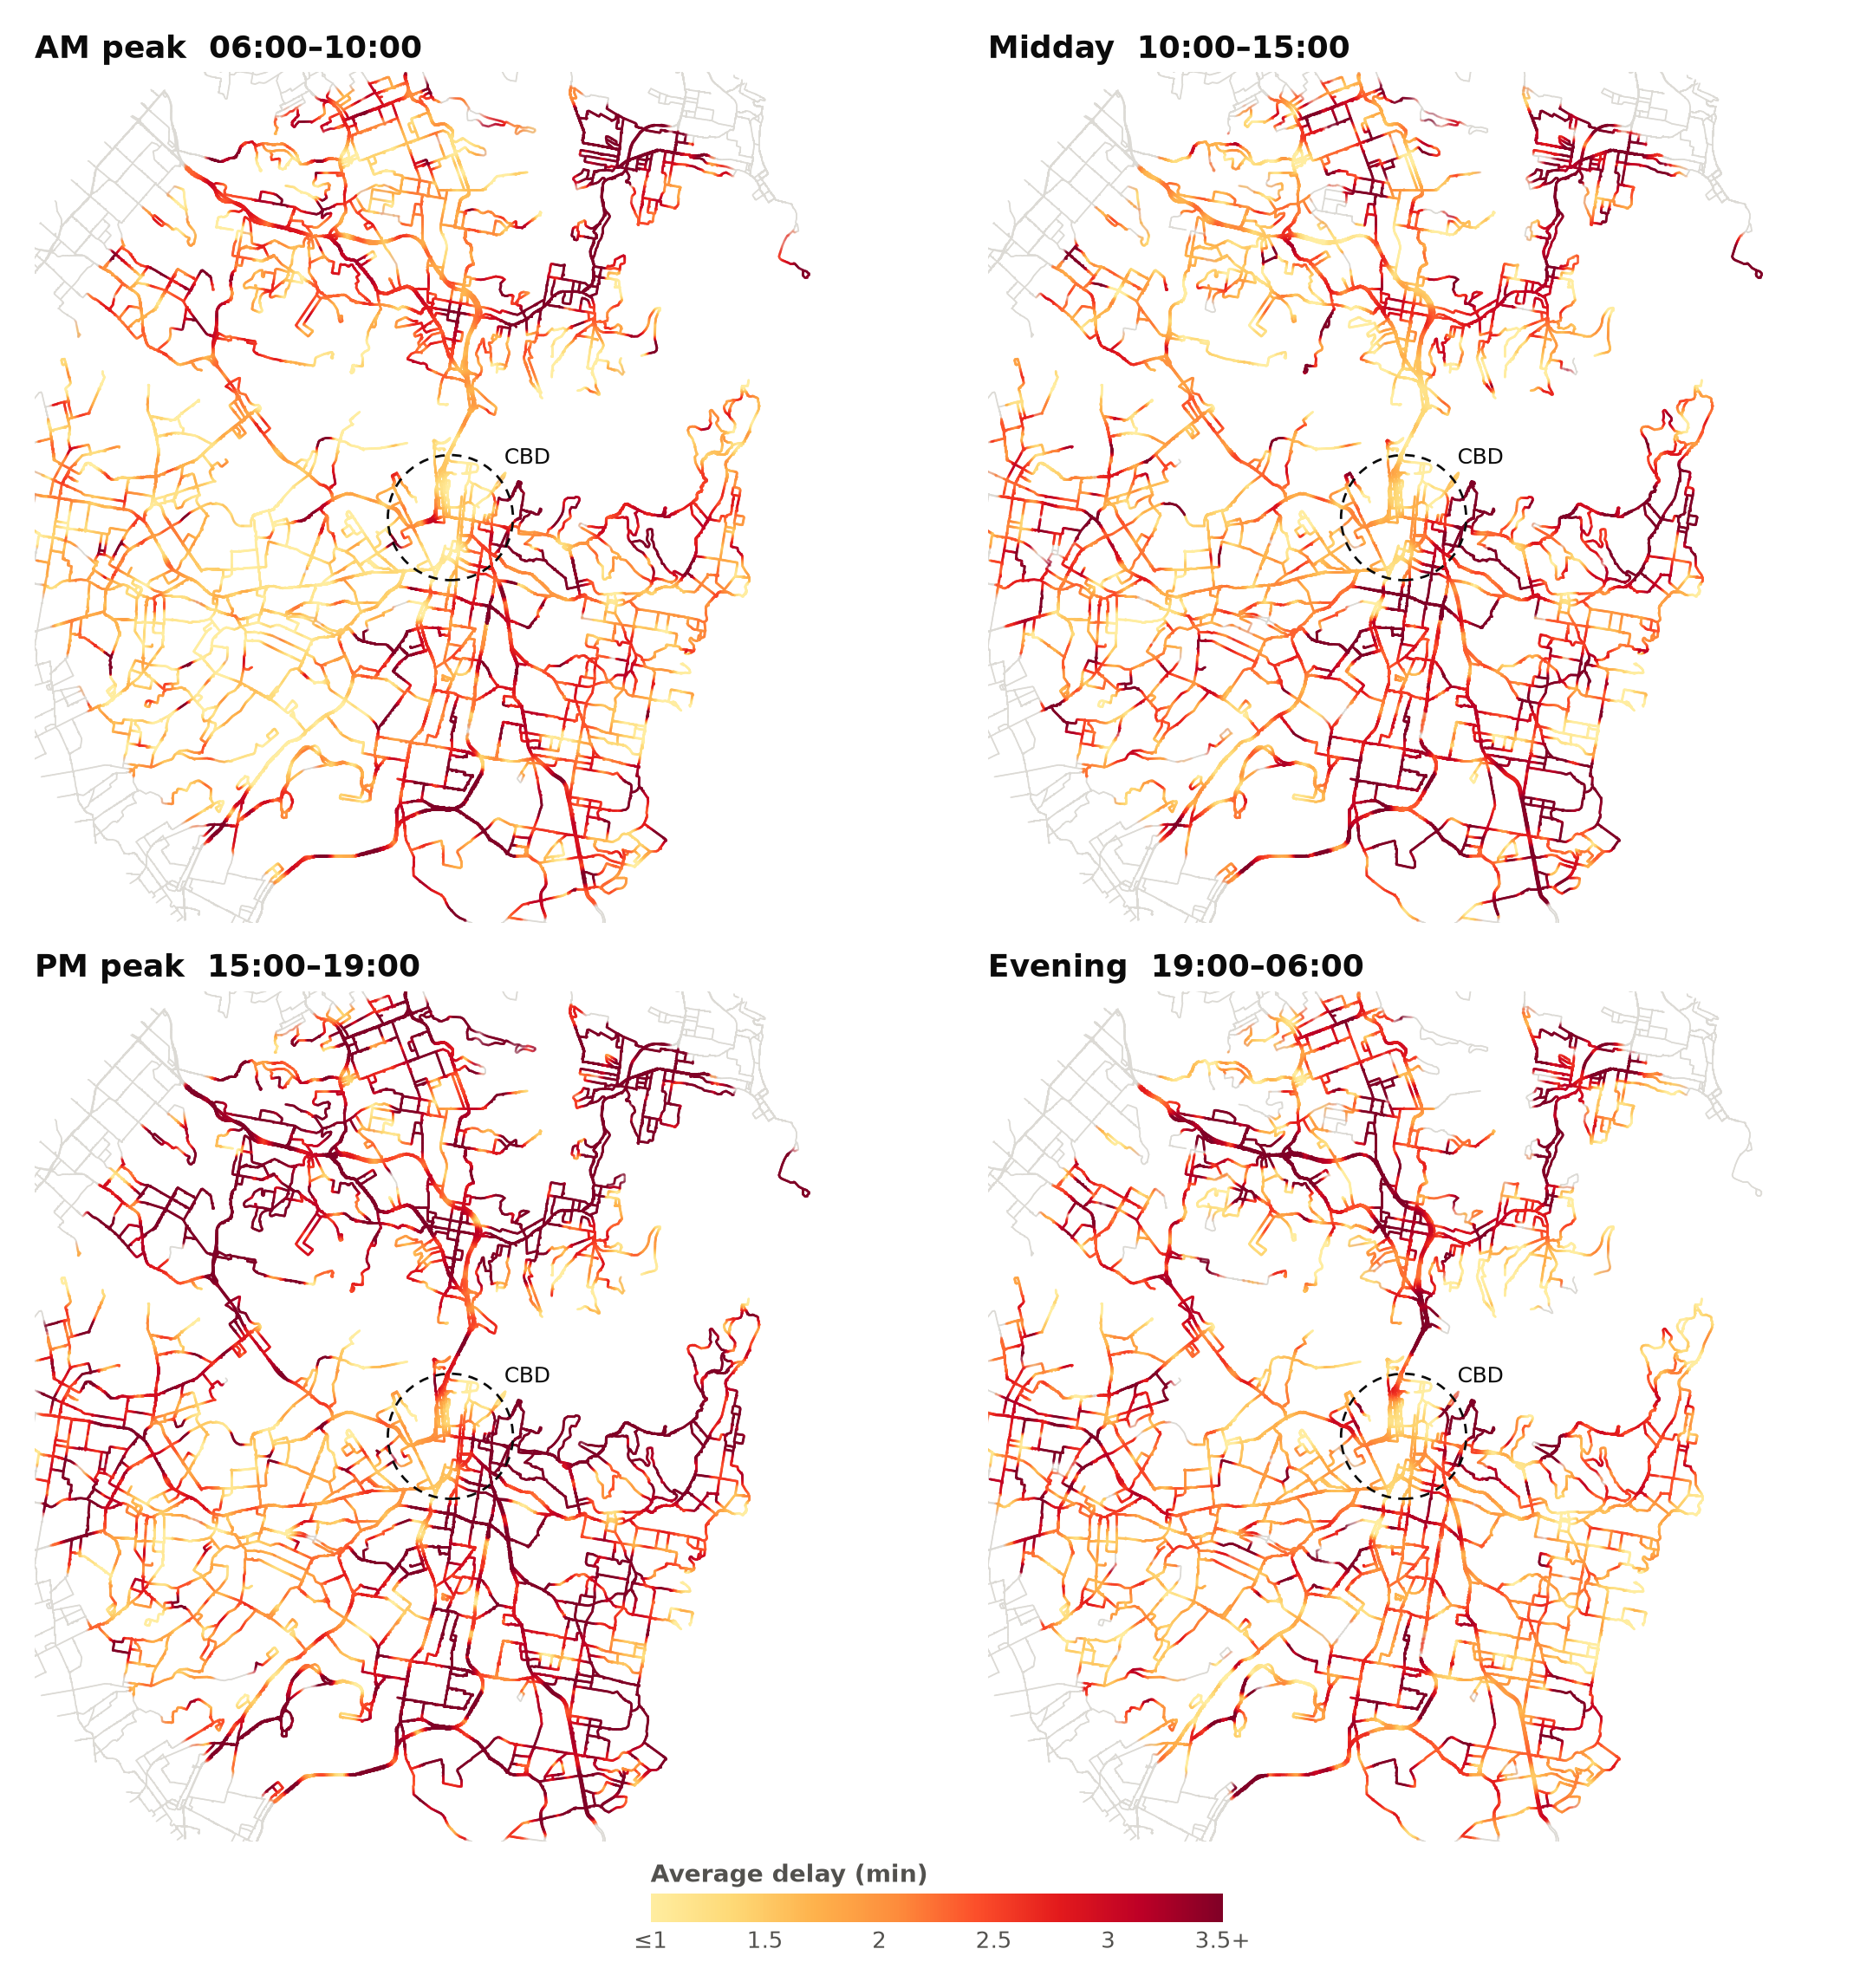 AM peak  06:00–10:00
Midday  10:00–15:00
CBD
CBD
PM peak  15:00–19:00
Evening  19:00–06:00
CBD
CBD
Average delay (min)
≤1 1.5 2 2.5 3 3.5+